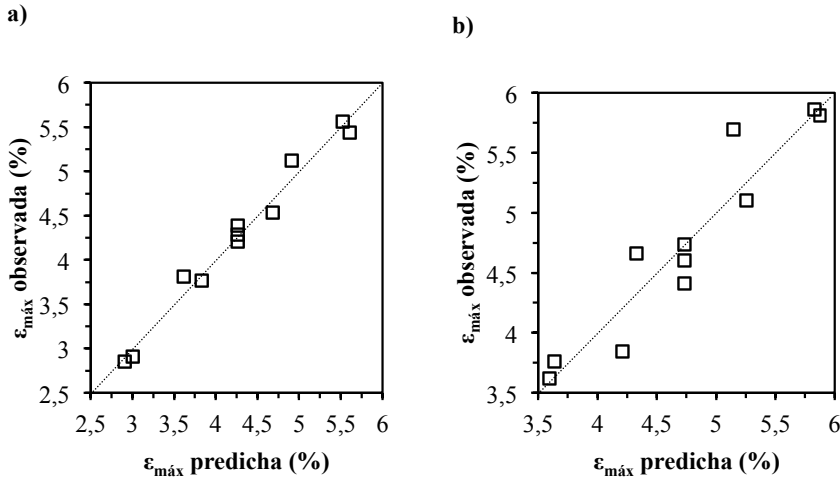 a)
6
5,5
5
4,5
4
3,5
3
2,5
2,5 3 3,5 4 4,5 5 5,5 6
εmáx observada (%)
εmáx predicha (%)
b)
6
5,5
5
4,5
4
3,5
3,5 4 4,5 5 5,5 6
εmáx observada (%)
εmáx predicha (%)